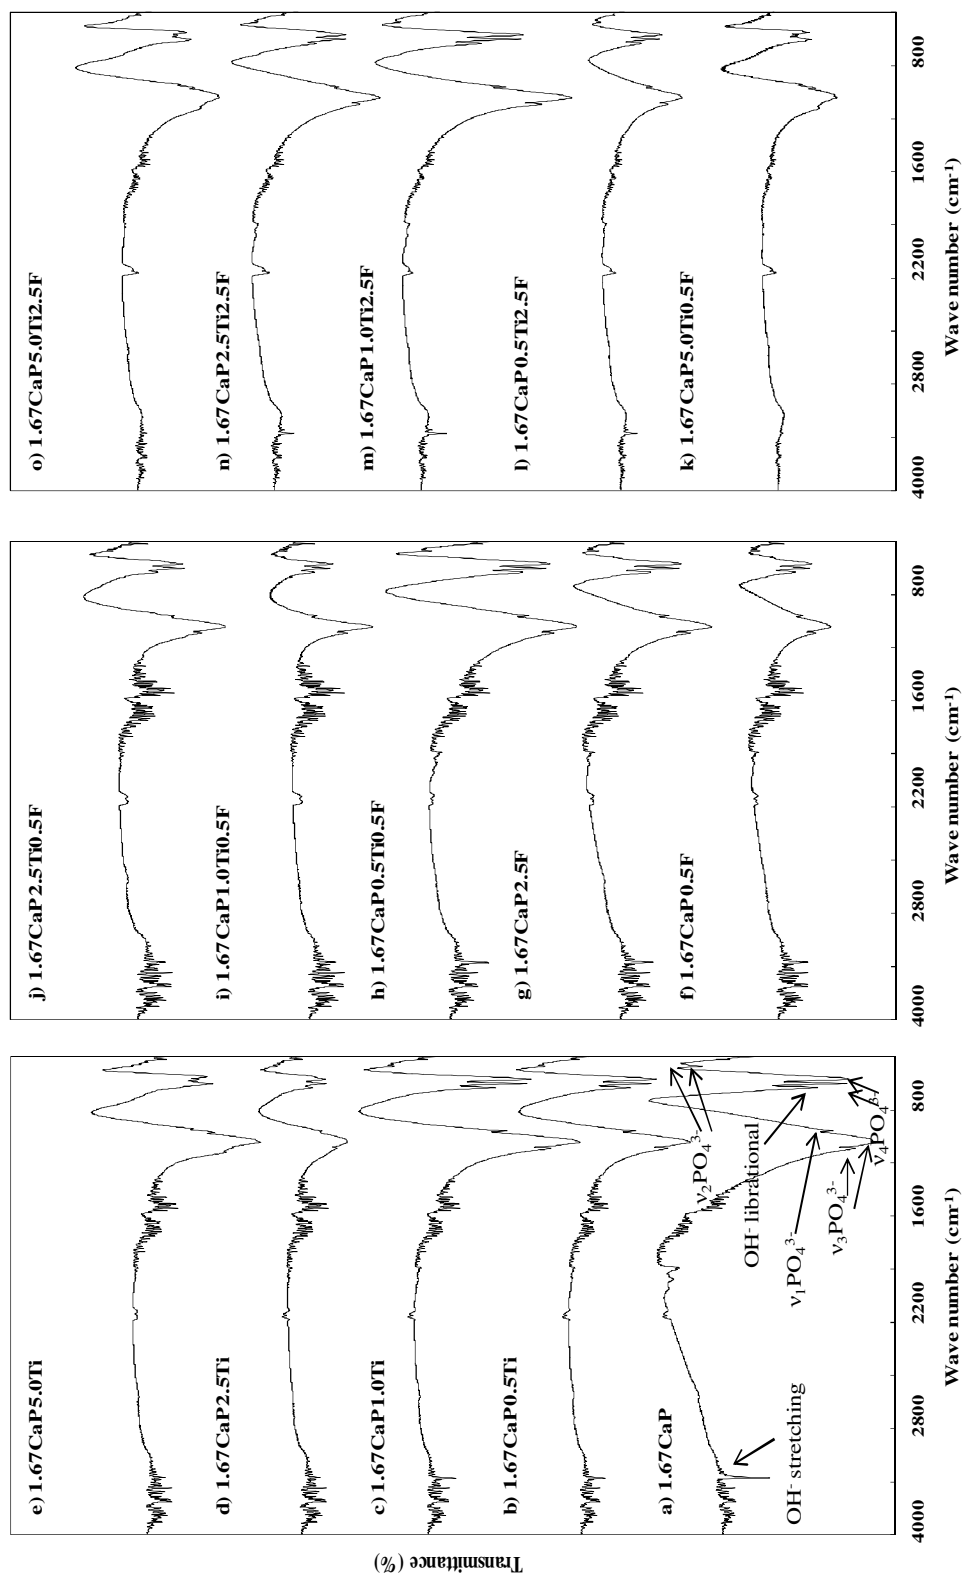 e) 1.67CaP5.0Ti
d) 1.67CaP2.5Ti
c) 1.67CaP1.0Ti
b) 1.67CaP0.5Ti
a) 1.67CaP
OH⁻ stretching
ν₂PO₄³⁻
OH⁻ librational
ν₁PO₄³⁻
ν₃PO₄³⁻
ν₄PO₄³⁻
4000 2800 2200 1600 800
Wave number (cm⁻¹)
Transmittance (%)
j) 1.67CaP2.5Ti0.5F
i) 1.67CaP1.0Ti0.5F
h) 1.67CaP0.5Ti0.5F
g) 1.67CaP2.5F
f) 1.67CaP0.5F
4000 2800 2200 1600 800
Wave number (cm⁻¹)
o) 1.67CaP5.0Ti2.5F
n) 1.67CaP2.5Ti2.5F
m) 1.67CaP1.0Ti2.5F
l) 1.67CaP0.5Ti2.5F
k) 1.67CaP5.0Ti0.5F
4000 2800 2200 1600 800
Wave number (cm⁻¹)